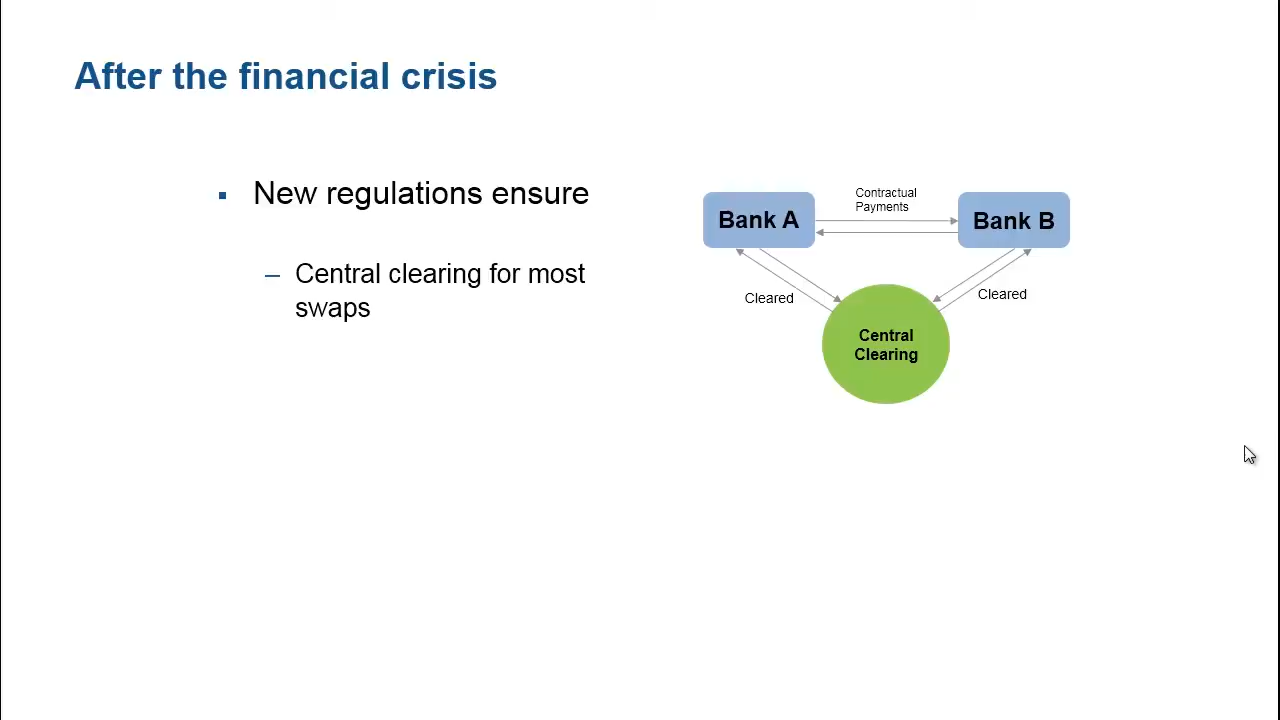 After the financial crisis
New regulations ensure
Central clearing for most
swaps
Contractual
Payments
Bank A
Bank B
Cleared
Cleared
Central
Clearing